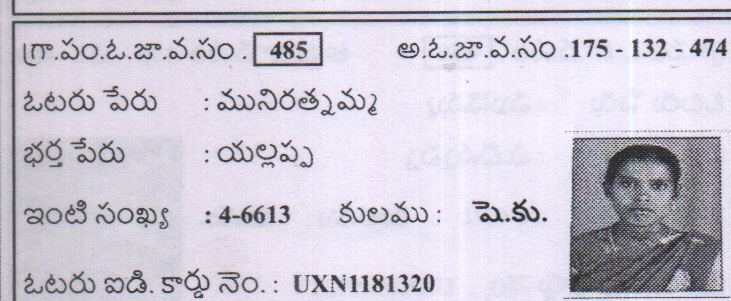 గ్రా.పం.ఓ.జా.వ.సం. 485 అ.ఓ.జా.వ.సం 175 - 132 - 474
ఓటరు పేరు : మునిరత్నమ్మ
భర్త పేరు : యల్లప్ప
ఇంటి సంఖ్య : 4-6613 కులము : షె.కు.
ఓటరు ఐడి. కార్డు నెం. : UXN1181320